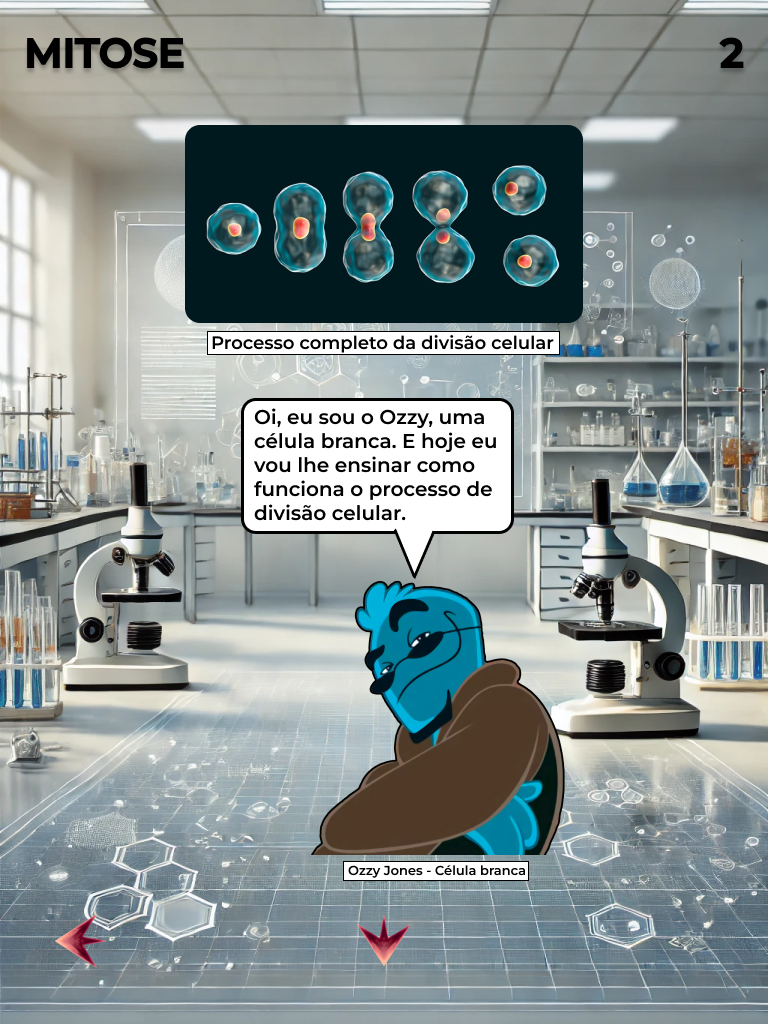 MITOSE
2
Processo completo da divisão celular
Oi, eu sou o Ozzy, uma
célula branca. E hoje eu
vou lhe ensinar como
funciona o processo de
divisão celular.
Ozzy Jones - Célula branca